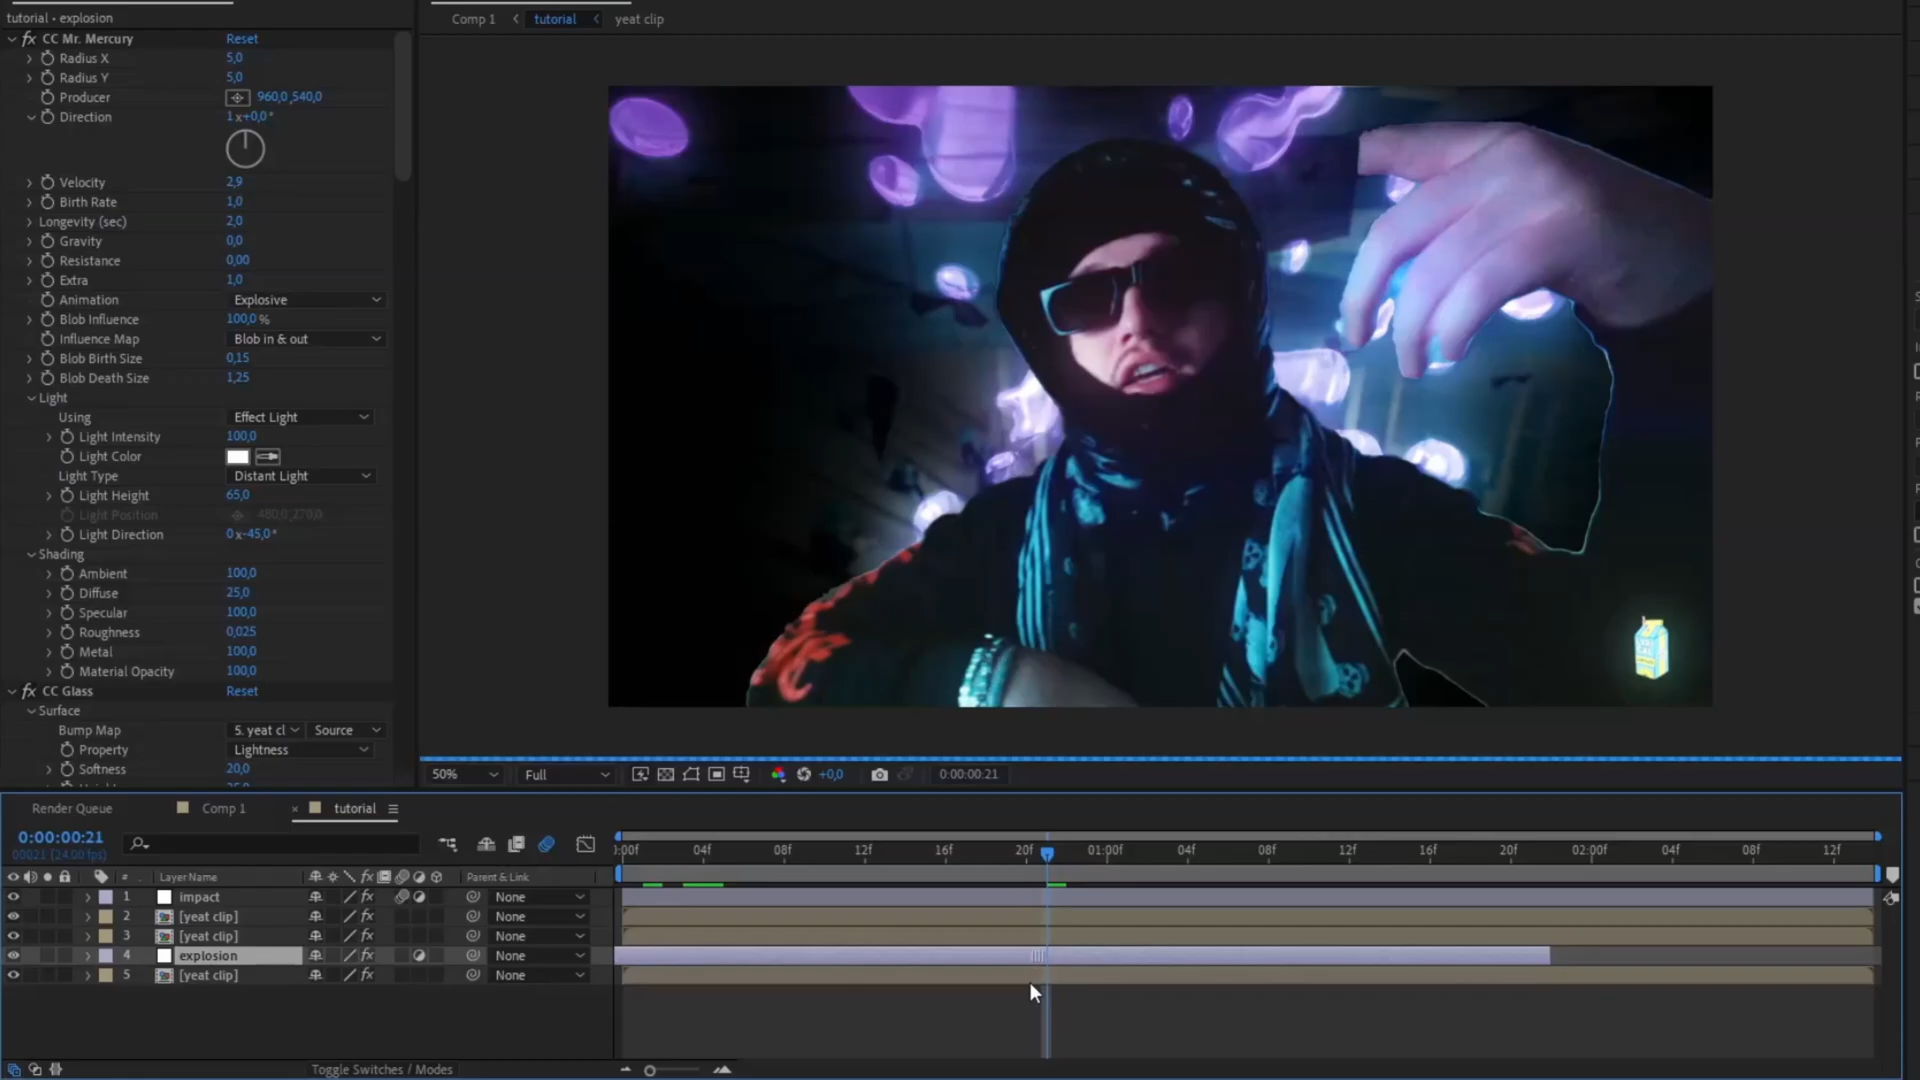 tutorial • explosion
Comp 1 tutorial yeat clip
fx CC Mr. Mercury Reset
Radius X 5,0
Radius Y 5,0
Producer 960,0,540,0
Direction 1x+0,0°
Velocity 2,9
Birth Rate 1,0
Longevity (sec) 2,0
Gravity 0,0
Resistance 0,00
Extra 1,0
Animation Explosive
Blob Influence 100,0 %
Influence Map Blob in & out
Blob Birth Size 0,15
Blob Death Size 1,25
Light
Using Effect Light
Light Intensity 100,0
Light Color
Light Type Distant Light
Light Height 65,0
Light Position 480,0,270,0
Light Direction 0x-45,0°
Shading
Ambient 100,0
Diffuse 25,0
Specular 100,0
Roughness 0,025
Metal 100,0
Material Opacity 100,0
fx CC Glass Reset
Surface
Bump Map 5. yeat cl Source
Property Lightness
Softness 20,0
50% Full +0,0 0:00:00:21
Render Queue Comp 1 tutorial
0:00:00:21
00021 (24.00 fps)
:00f 04f 08f 12f 16f 20f 01:00f 04f 08f 12f 16f 20f 02:00f 04f 08f 12f
# Layer Name fx Parent & Link
1 impact fx None
2 [yeat clip] fx None
3 [yeat clip] fx None
4 explosion fx None
5 [yeat clip] fx None
Toggle Switches / Modes